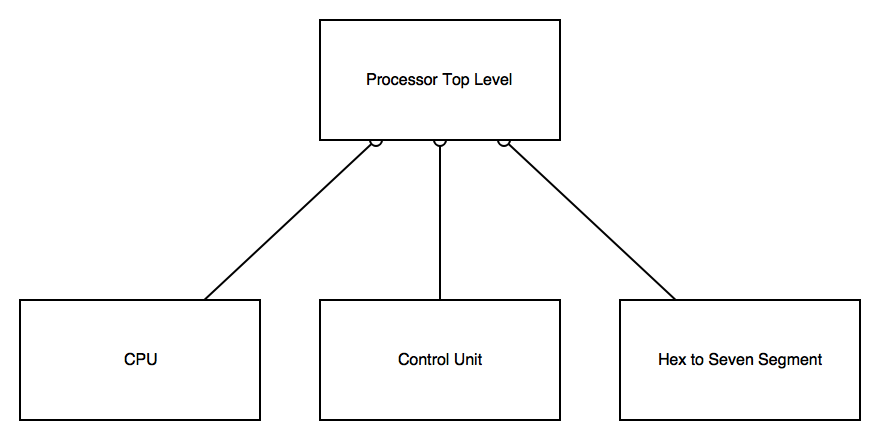 Processor Top Level
CPU
Control Unit
Hex to Seven Segment